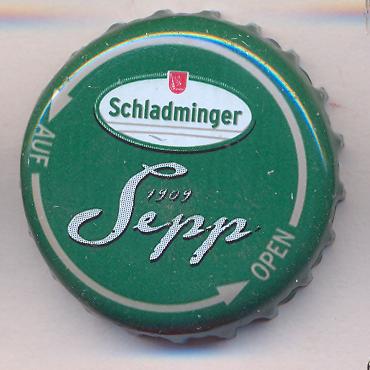 Schladminger
1909
Sepp
AUF
OPEN